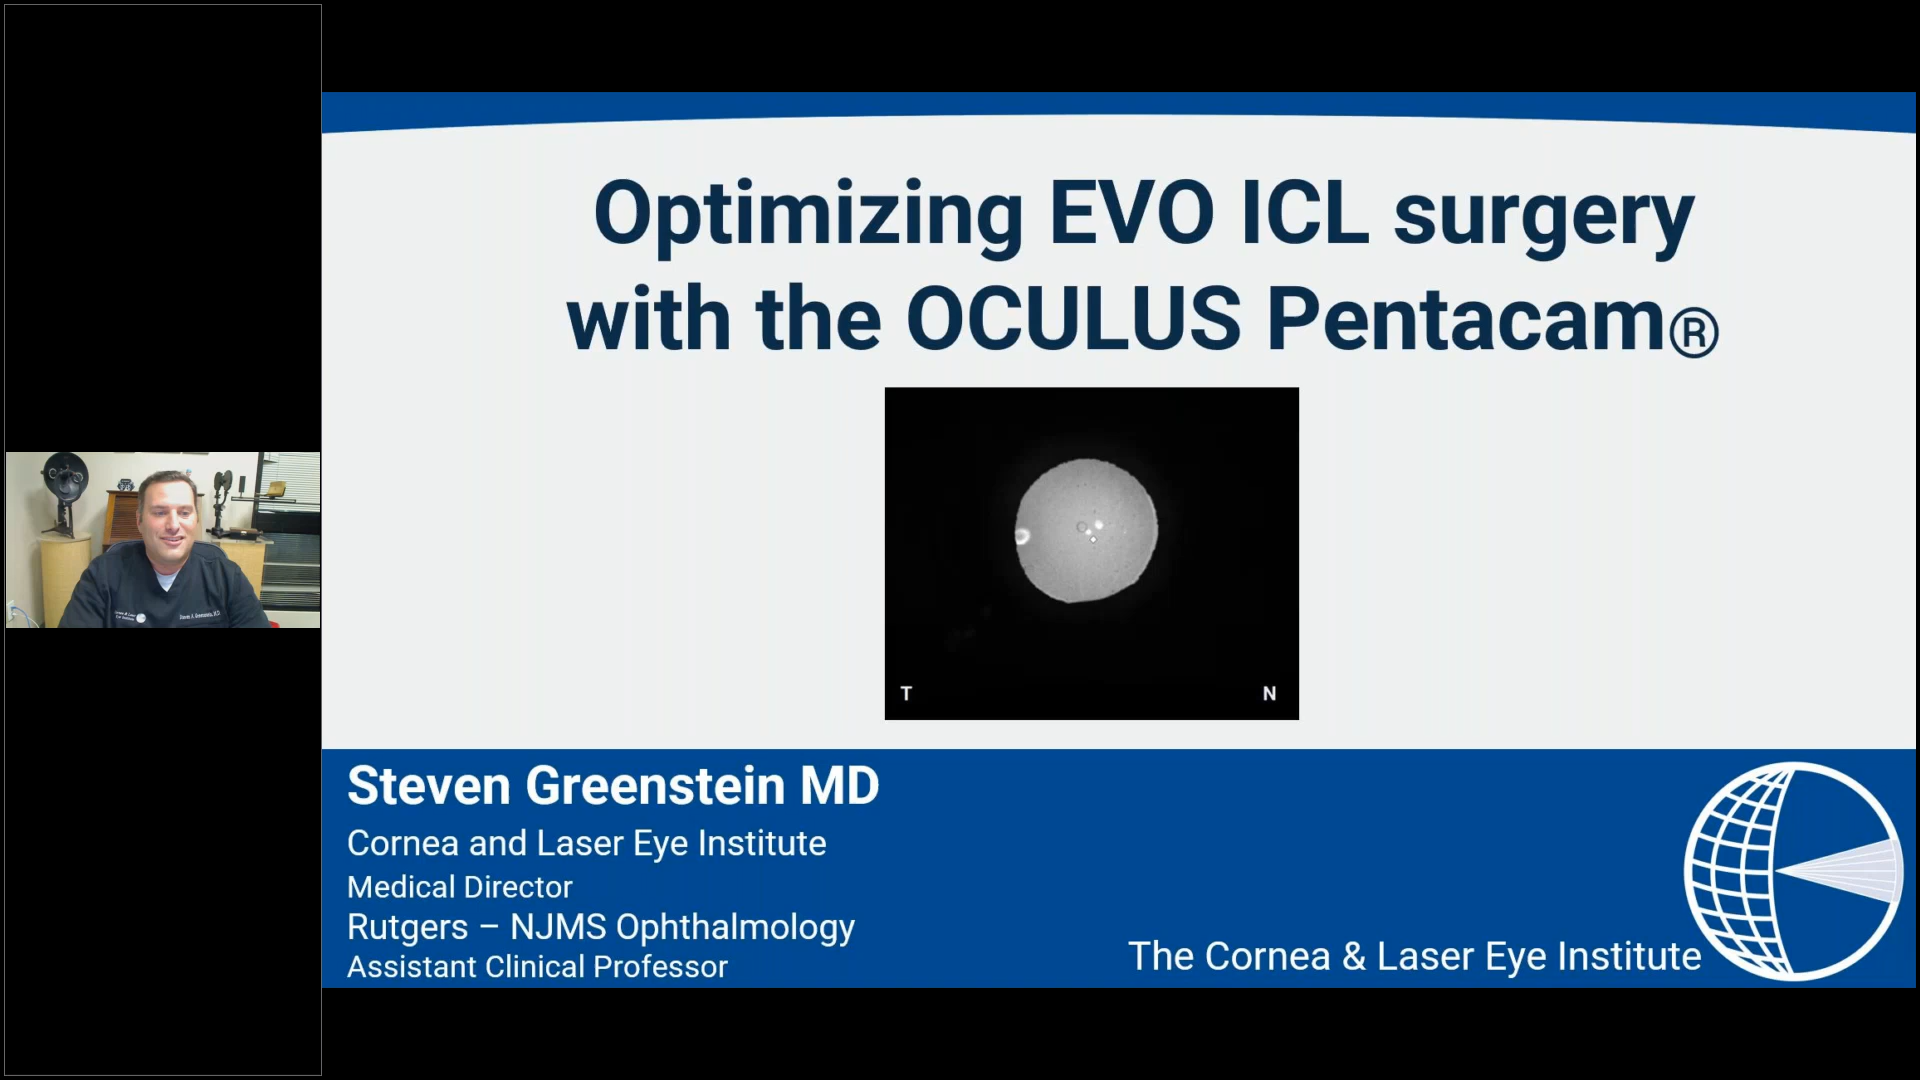 Optimizing EVO ICL surgery
with the OCULUS Pentacam®
T
N
Steven Greenstein MD
Cornea and Laser Eye Institute
Medical Director
Rutgers – NJMS Ophthalmology
Assistant Clinical Professor
The Cornea & Laser Eye Institute